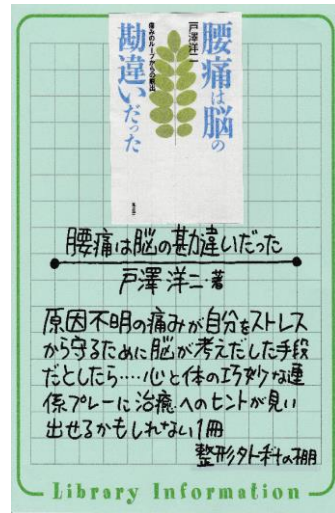 戸澤洋二
腰痛は脳の
勘違いだった
痛みのループからの脱出
腰痛は脳の勘違いだった
戸澤 洋二・著
原因不明の痛みが自分をストレス
から守るために脳が考えだした手段
だとしたら……心と体の巧妙な連
係プレーに治癒へのヒントが見い
出せるかもしれない1冊
整形外科の棚
Library Information